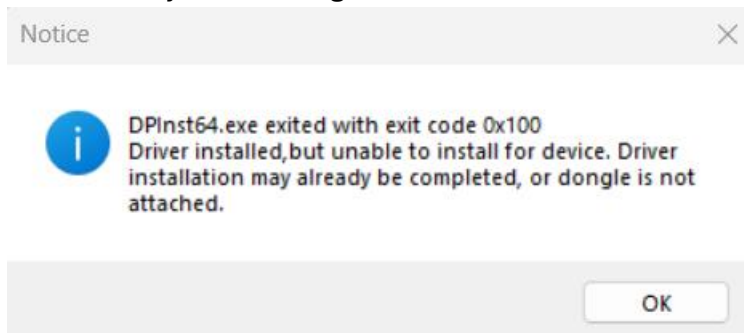 Notice
DPInst64.exe exited with exit code 0x100
Driver installed,but unable to install for device. Driver
installation may already be completed, or dongle is not
attached.
OK